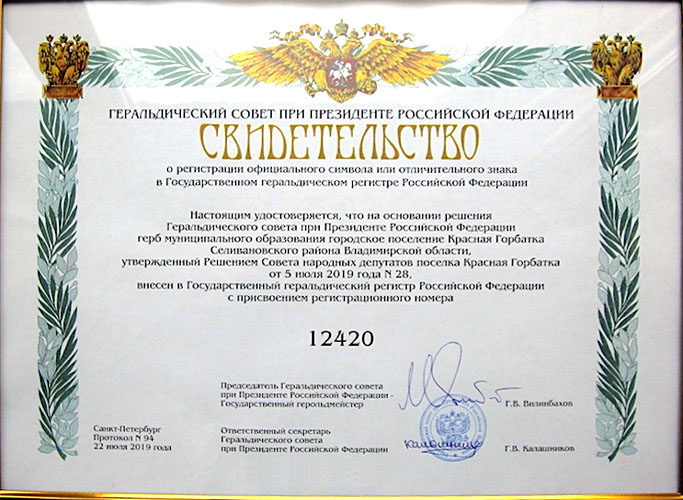 ГЕРАЛЬДИЧЕСКИЙ СОВЕТ ПРИ ПРЕЗИДЕНТЕ РОССИЙСКОЙ ФЕДЕРАЦИИ
СВИДЕТЕЛЬСТВО
о регистрации официального символа или отличительного знака
в Государственном геральдическом регистре Российской Федерации
Настоящим удостоверяется, что на основании решения
Геральдического совета при Президенте Российской Федерации
герб муниципального образования городское поселение Красная Горбатка
Селивановского района Владимирской области,
утвержденный Решением Совета народных депутатов поселка Красная Горбатка
от 5 июля 2019 года N 28,
внесен в Государственный геральдический регистр Российской Федерации
с присвоением регистрационного номера
12420
Председатель Геральдического совета
при Президенте Российской Федерации -
Государственный герольдмейстер
Г.В. Вилинбахов
Санкт-Петербург
Протокол N 94
22 июля 2019 года
Ответственный секретарь
Геральдического совета
при Президенте Российской Федерации
Г.В. Калашников